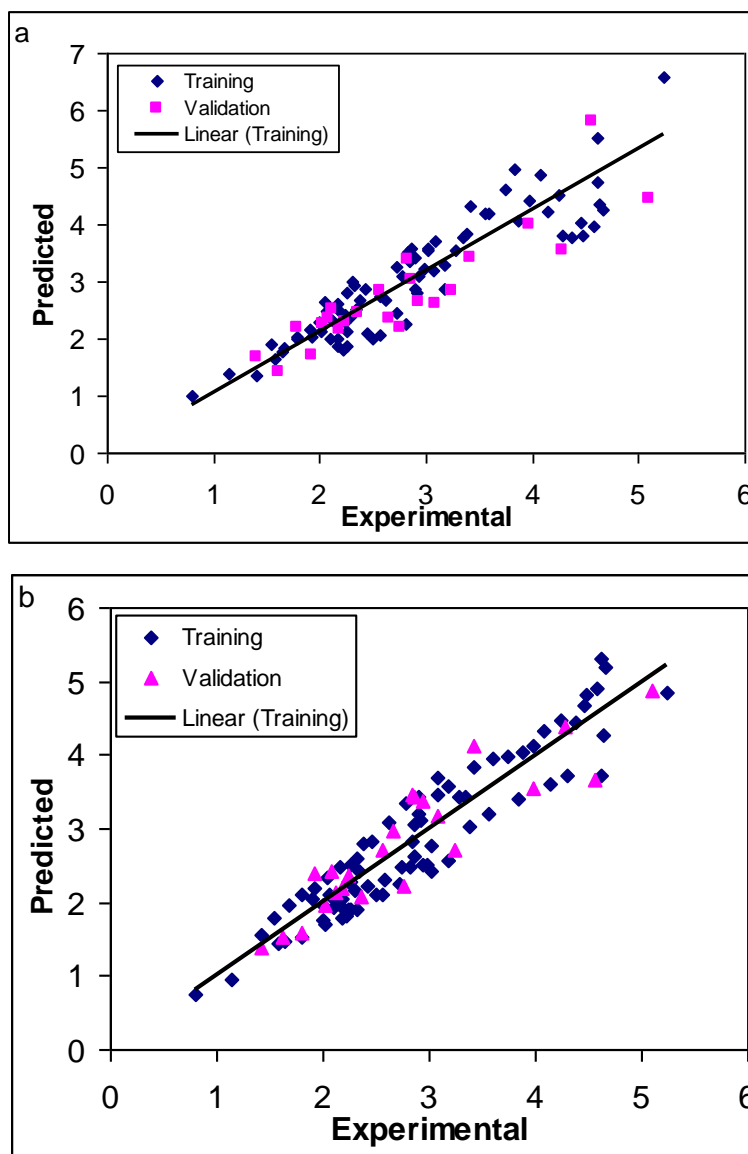 a
7
6
5
4
3
2
1
0
Predicted
Training
Validation
Linear (Training)
0 1 2 3 4 5 6
Experimental
b
6
5
4
3
2
1
0
Predicted
Training
Validation
Linear (Training)
0 1 2 3 4 5 6
Experimental